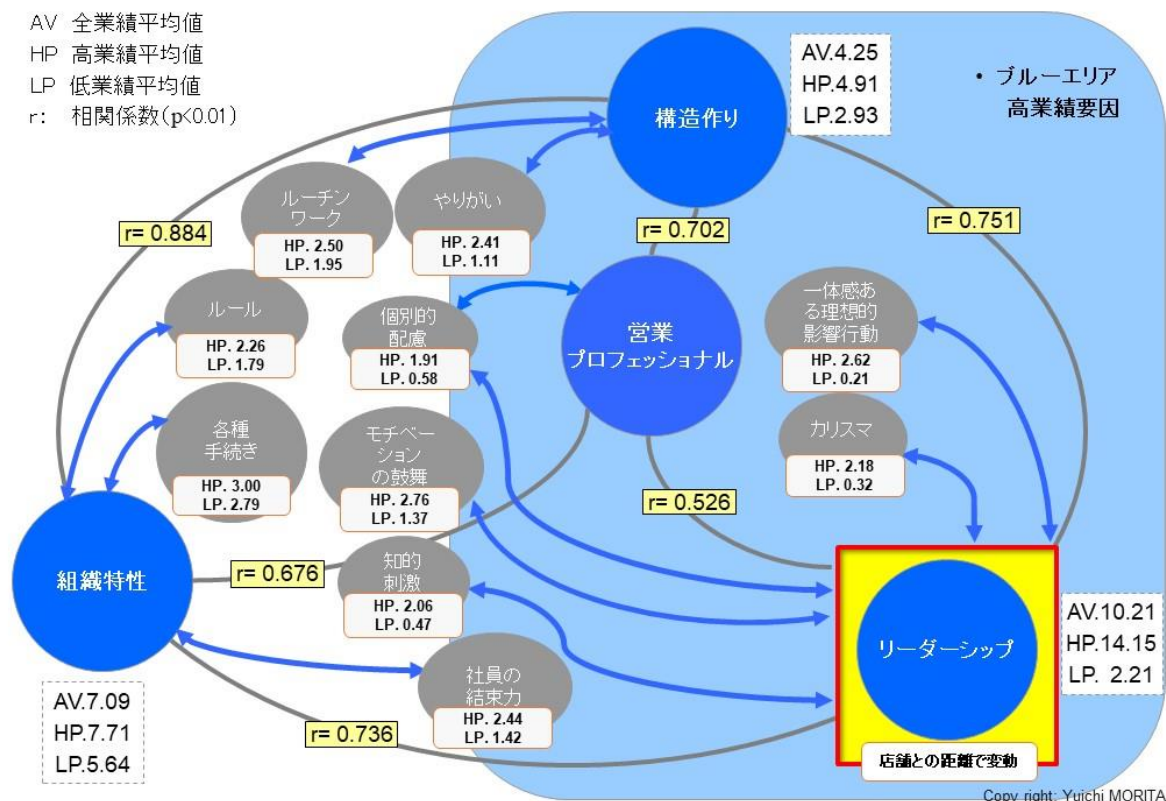 AV 全業績平均値
HP 高業績平均値
LP 低業績平均値
r: 相関係数(p<0.01)
構造作り
AV.4.25
HP.4.91
LP.2.93
• ブルーエリア
高業績要因
ルーチン
ワーク
HP. 2.50
LP. 1.95
やりがい
HP. 2.41
LP. 1.11
r= 0.884
r= 0.702
r= 0.751
ルール
HP. 2.26
LP. 1.79
個別的
配慮
HP. 1.91
LP. 0.58
営業
プロフェッショナル
一体感あ
る理想的
影響行動
HP. 2.62
LP. 0.21
各種
手続き
HP. 3.00
LP. 2.79
モチベー
ション
の鼓舞
HP. 2.76
LP. 1.37
カリスマ
HP. 2.18
LP. 0.32
r= 0.526
組織特性
r= 0.676
知的
刺激
HP. 2.06
LP. 0.47
リーダーシップ
AV.10.21
HP.14.15
LP. 2.21
社員の
結束力
HP. 2.44
LP. 1.42
AV.7.09
HP.7.71
LP.5.64
r= 0.736
店舗との距離で変動
Copy right: Yuichi MORITA